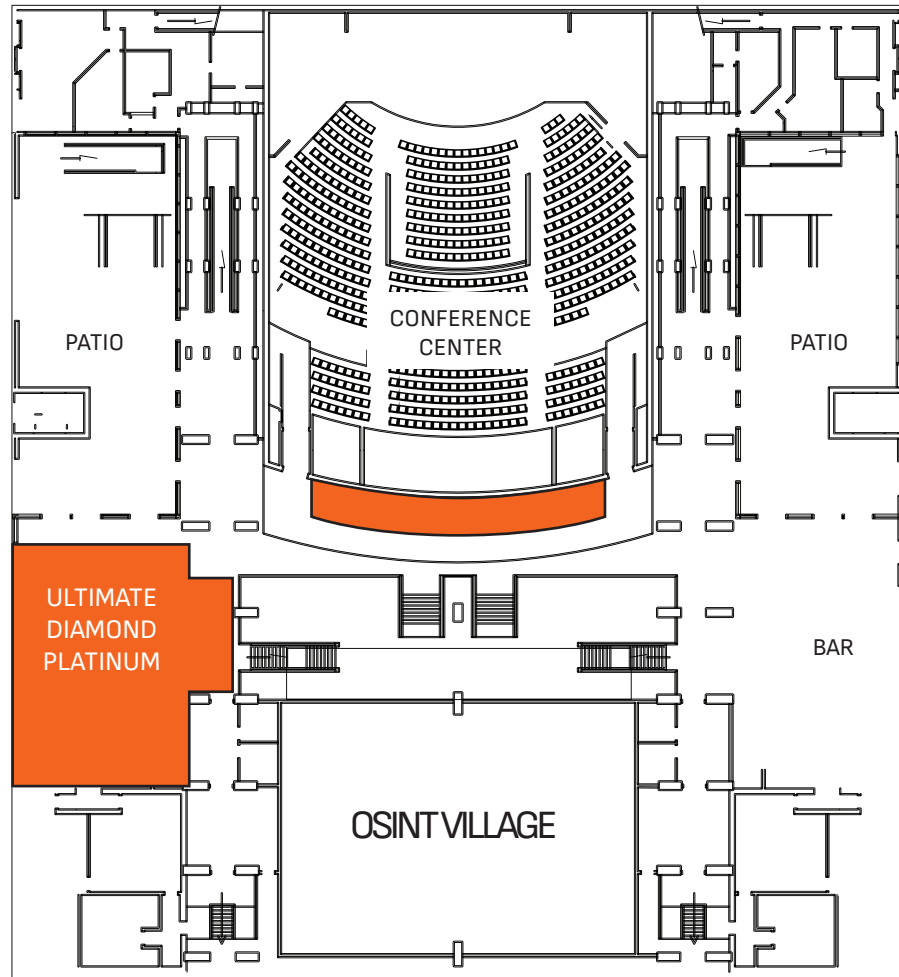 CONFERENCE
CENTER
PATIO
PATIO
ULTIMATE
DIAMOND
PLATINUM
BAR
OSINT VILLAGE